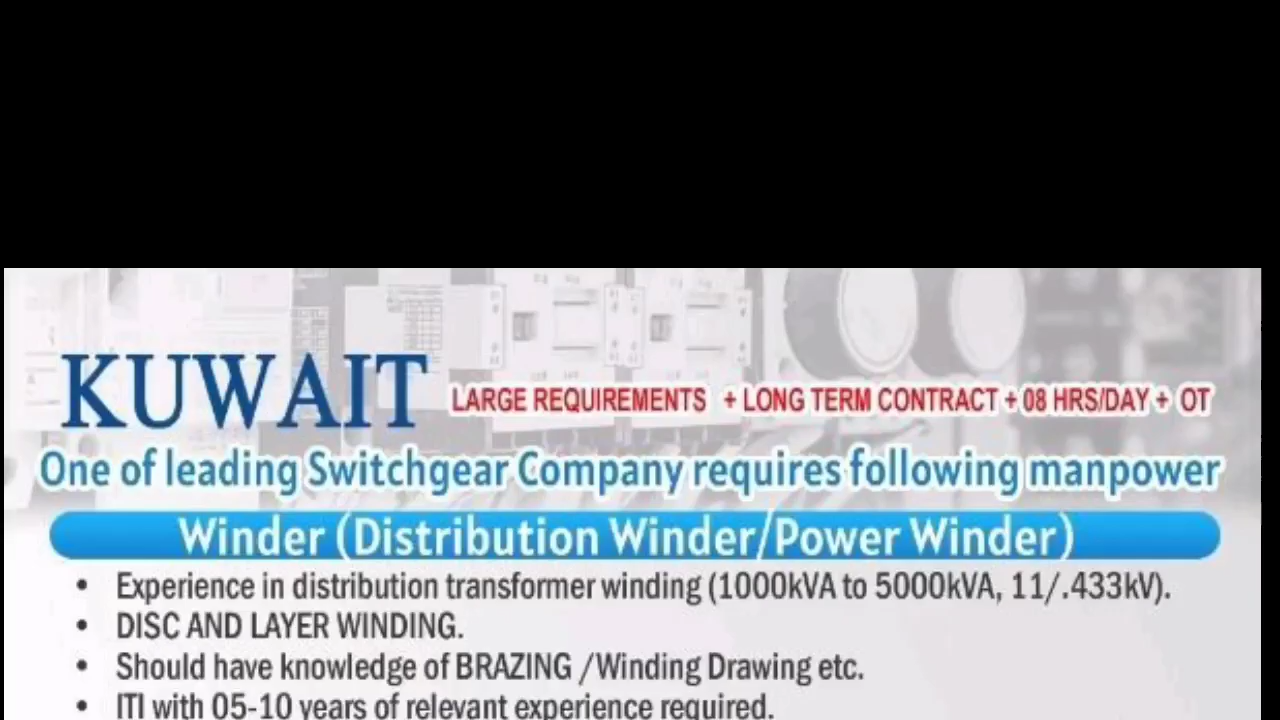 KUWAIT LARGE REQUIREMENTS + LONG TERM CONTRACT + 08 HRS/DAY + OT
One of leading Switchgear Company requires following manpower
Winder (Distribution Winder/Power Winder)
• Experience in distribution transformer winding (1000kVA to 5000kVA, 11/.433kV).
• DISC AND LAYER WINDING.
• Should have knowledge of BRAZING /Winding Drawing etc.
• ITI with 05-10 years of relevant experience required.